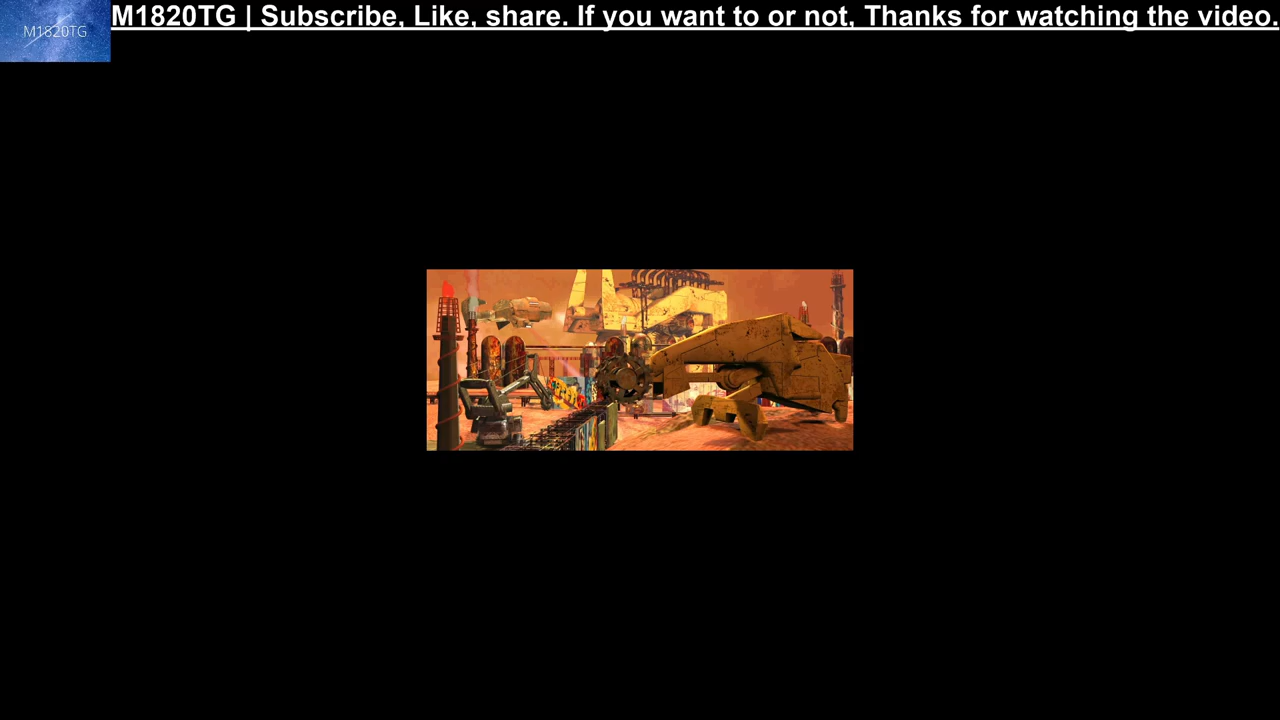 M1820TG | Subscribe, Like, share. If you want to or not, Thanks for watching the video.
M1820TG